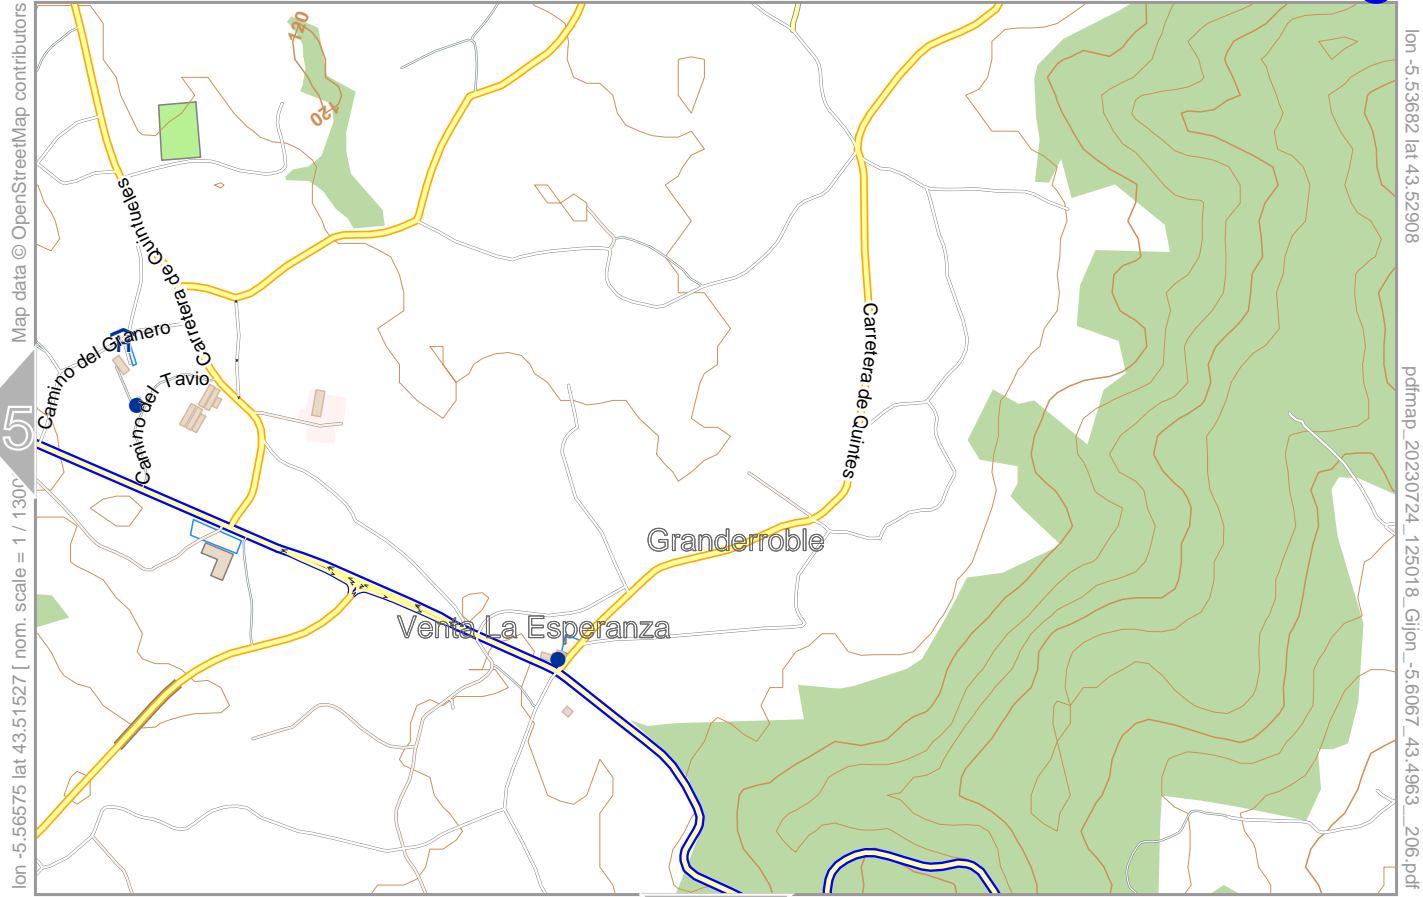 Map data © OpenStreetMap contributors
lon -5.56575 lat 43.51527 [ nom. scale = 1 / 1300
5
lon -5.53682 lat 43.52908
pdfmap_20230724_125018_Gijon_-5.6067_43.4963__206.pdf
120
120
Carretera de Quintueles
Camino del Granero
Camino del Tavio
Carretera de Quintes
Granderroble
Venta La Esperanza